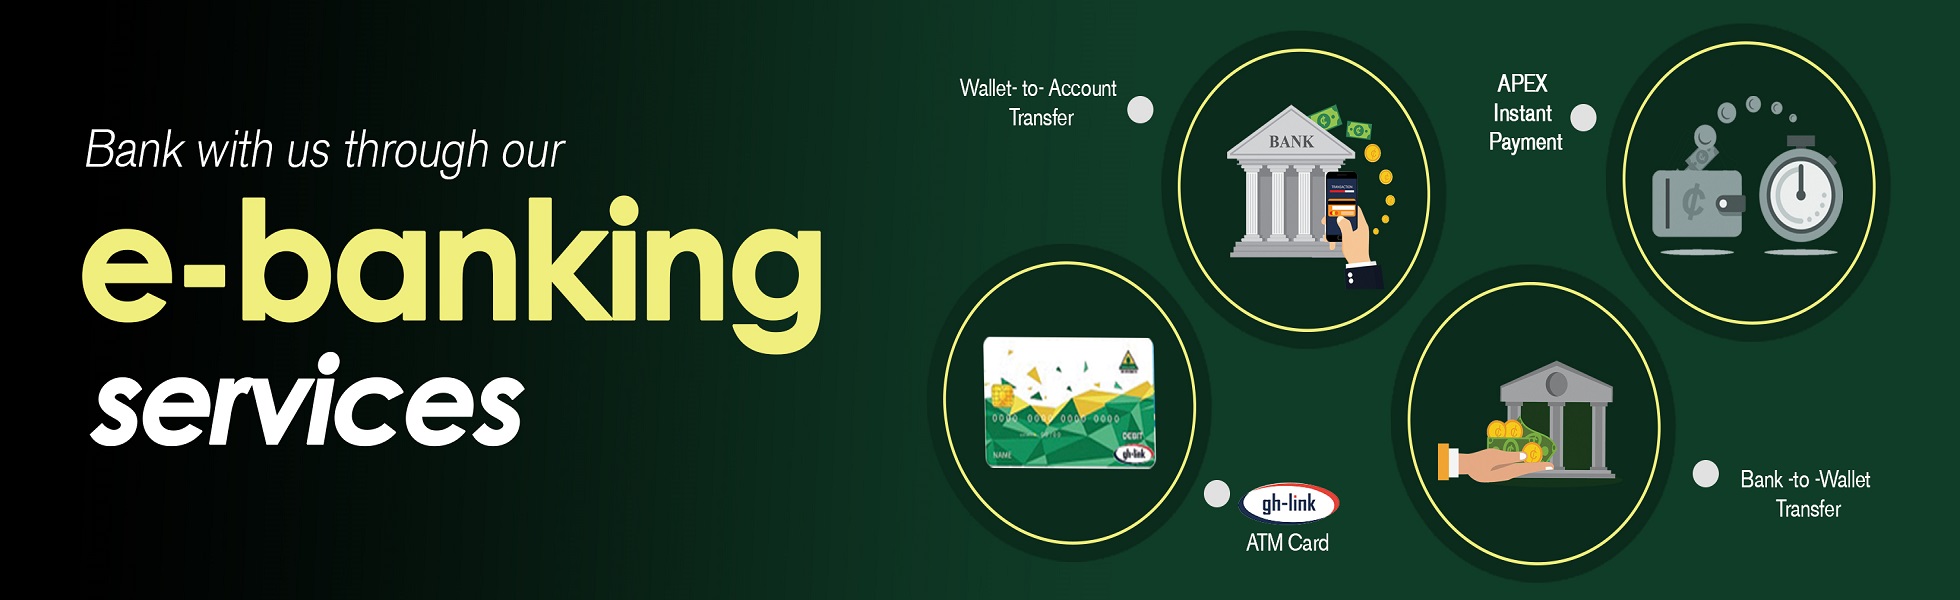 Bank with us through our
e-banking
services
Wallet- to- Account
Transfer
BANK
TRANSACTION
APEX
Instant
Payment
0000 0000 0000 0000
NAME
DEBIT
gh-link
gh-link
ATM Card
Bank -to -Wallet
Transfer